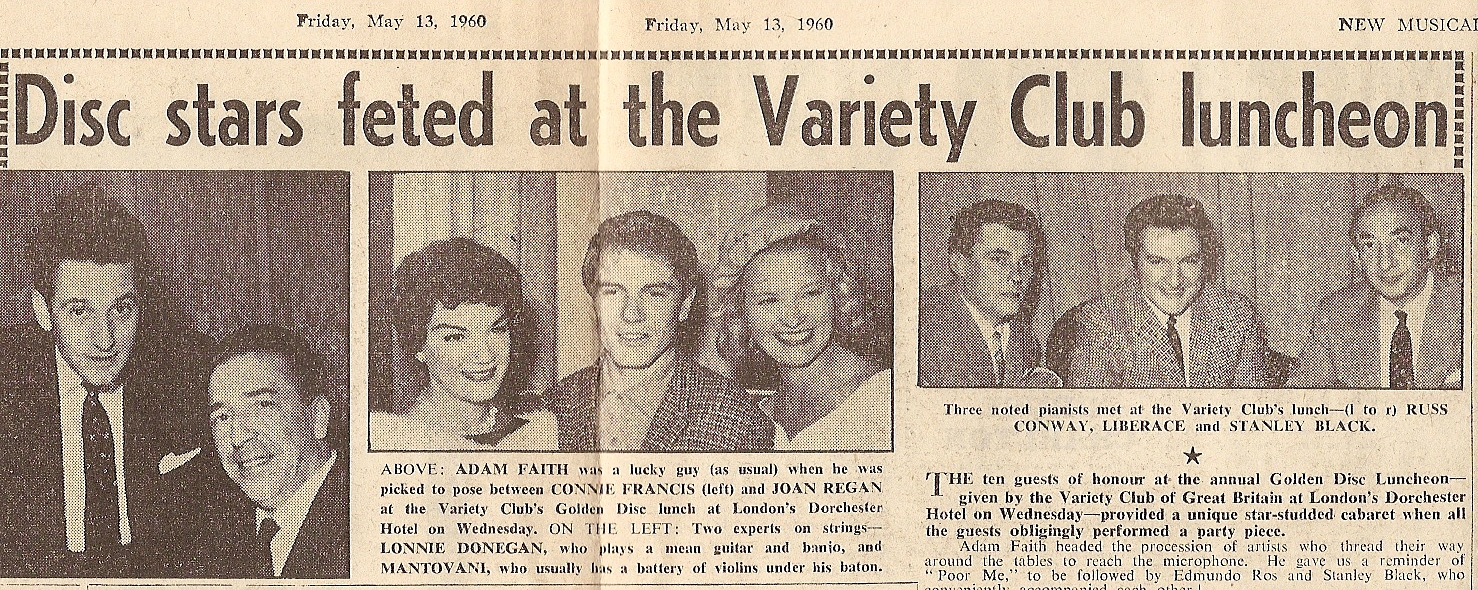 Friday, May 13, 1960
Friday, May 13, 1960
NEW MUSICAL
Disc stars feted at the Variety Club luncheon
ABOVE: ADAM FAITH was a lucky guy (as usual) when he was
picked to pose between CONNIE FRANCIS (left) and JOAN REGAN
at the Variety Club's Golden Disc lunch at London's Dorchester
Hotel on Wednesday. ON THE LEFT: Two experts on strings—
LONNIE DONEGAN, who plays a mean guitar and banjo, and
MANTOVANI, who usually has a battery of violins under his baton.
Three noted pianists met at the Variety Club's lunch—(l to r) RUSS
CONWAY, LIBERACE and STANLEY BLACK.
THE ten guests of honour at the annual Golden Disc Luncheon—
given by the Variety Club of Great Britain at London's Dorchester
Hotel on Wednesday—provided a unique star-studded cabaret when all
the guests obligingly performed a party piece.
Adam Faith headed the procession of artists who thread their way
around the tables to reach the microphone. He gave us a reminder of
"Poor Me," to be followed by Edmundo Ros and Stanley Black, who
conveniently accompanied each other!